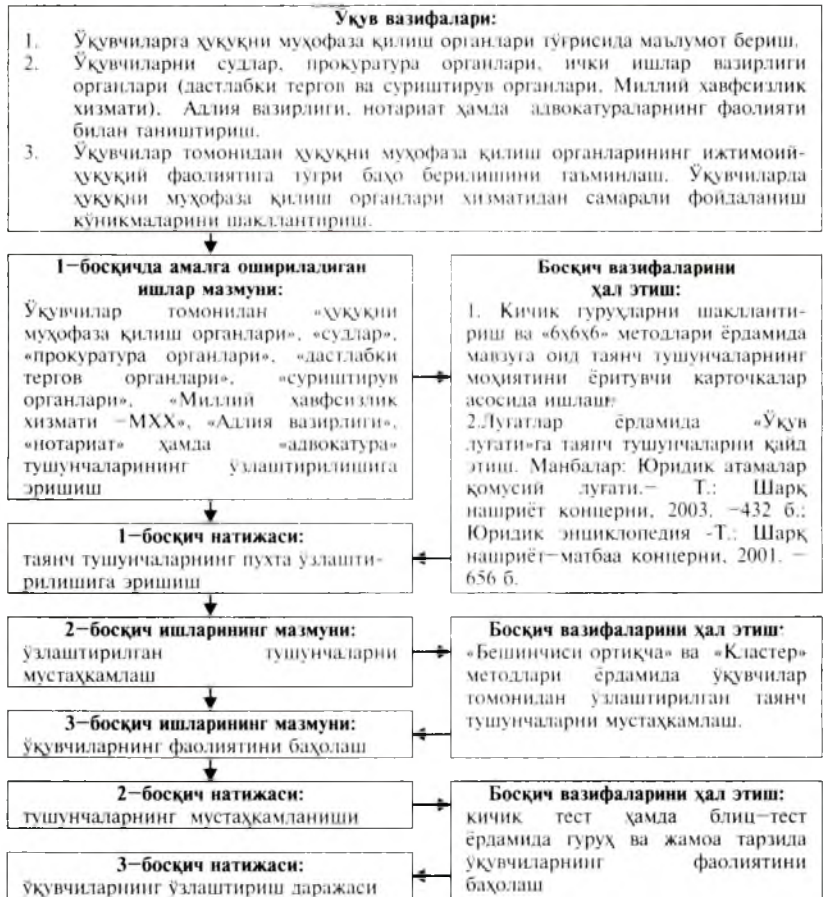 Ўқув вазифалари:
1. Ўқувчиларга ҳуқуқни муҳофаза қилиш органлари тўғрисида маълумот бериш.
2. Ўқувчиларни судлар, прокуратура органлари, ички ишлар вазирлиги
органлари (дастлабки тергов ва суриштирув органлари, Миллий хавфсизлик
хизмати), Адлия вазирлиги, нотариат ҳамда адвокатураларнинг фаолияти
билан таништириш.
3. Ўқувчилар томонидан ҳуқуқни муҳофаза қилиш органларининг ижтимоий-
ҳуқуқий фаолиятига тўғри баҳо берилишини таъминлаш. Ўқувчиларда
ҳуқуқни муҳофаза қилиш органлари хизматидан самарали фойдаланиш
кўникмаларини шакллантириш.
1–босқичда амалга ошириладиган
ишлар мазмуни:
Ўқувчилар томонидан «ҳуқуқни
муҳофаза қилиш органлари», «судлар»,
«прокуратура органлари», «дастлабки
тергов органлари», «суриштирув
органлари», «Миллий хавфсизлик
хизмати –МХХ», «Адлия вазирлиги»,
«нотариат» ҳамда «адвокатура»
тушунчаларининг ўзлаштирилишига
эришиш
Босқич вазифаларини
ҳал этиш:
1. Кичик гуруҳларни шакллантириш
ва «6х6х6» методлари ёрдамида
мавзуга оид таянч тушунчаларнинг
моҳиятини ёритувчи карточкалар
асосида ишлаш;
2.Луғатлар ёрдамида «Ўқув
луғати»га таянч тушунчаларни қайд
этиш. Манбалар: Юридик атамалар
қомусий луғати.– Т.: Шарқ
нашриёт концерни, 2003. –432 б.;
Юридик энциклопедия -Т.: Шарқ
нашриёт–матбаа концерни, 2001. –
656 б.
1–босқич натижаси:
таянч тушунчаларнинг пухта ўзлашти-
рилишига эришиш
2–босқич ишларининг мазмуни:
ўзлаштирилган тушунчаларни
мустаҳкамлаш
Босқич вазифаларини ҳал этиш:
«Бешинчиси ортиқча» ва «Кластер»
методлари ёрдамида ўқувчилар
томонидан ўзлаштирилган таянч
тушунчаларни мустаҳкамлаш.
3–босқич ишларининг мазмуни:
ўқувчиларнинг фаолиятини баҳолаш
2–босқич натижаси:
тушунчаларнинг мустаҳкамланиши
Босқич вазифаларини ҳал этиш:
кичик тест ҳамда блиц–тест
ёрдамида гуруҳ ва жамоа тарзида
ўқувчиларнинг фаолиятини
баҳолаш
3–босқич натижаси:
ўқувчиларнинг ўзлаштириш даражаси